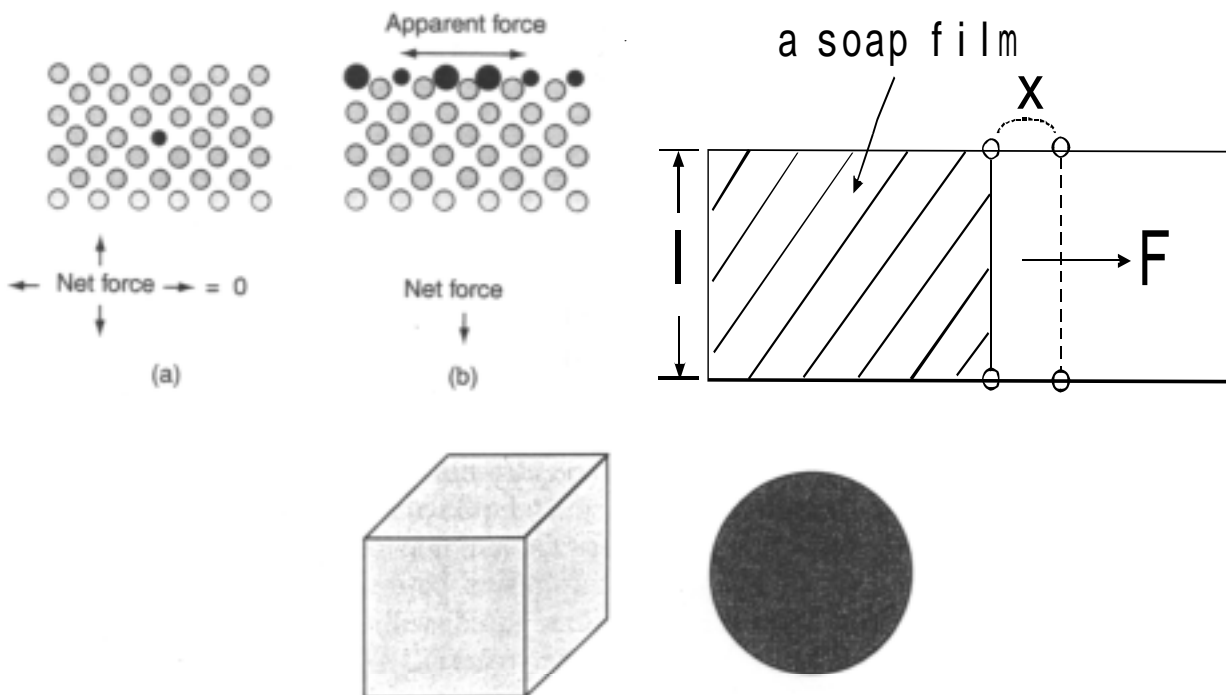 Apparent force
Net force = 0
(a)
Net force
(b)
a soap film
x
l
F